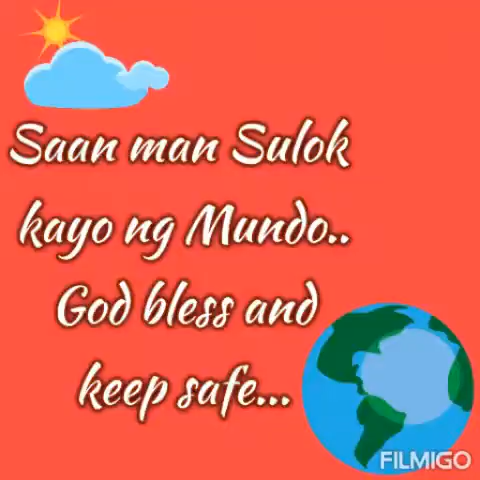 Saan man Sulok
kayo ng Mundo..
God bless and
keep safe...
FILMIGO